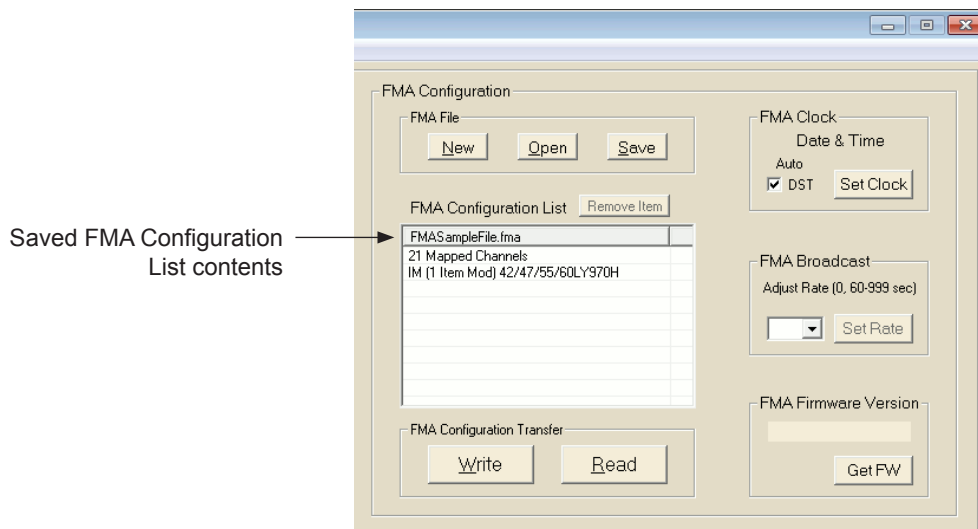 FMA Configuration
FMA File
New Open Save
FMA Configuration List Remove Item
Saved FMA Configuration
List contents
FMASampleFile.fma
21 Mapped Channels
IM (1 Item Mod) 42/47/55/60LY970H
FMA Configuration Transfer
Write Read
FMA Clock
Date & Time
Auto
DST Set Clock
FMA Broadcast
Adjust Rate (0, 60-999 sec)
Set Rate
FMA Firmware Version
Get FW